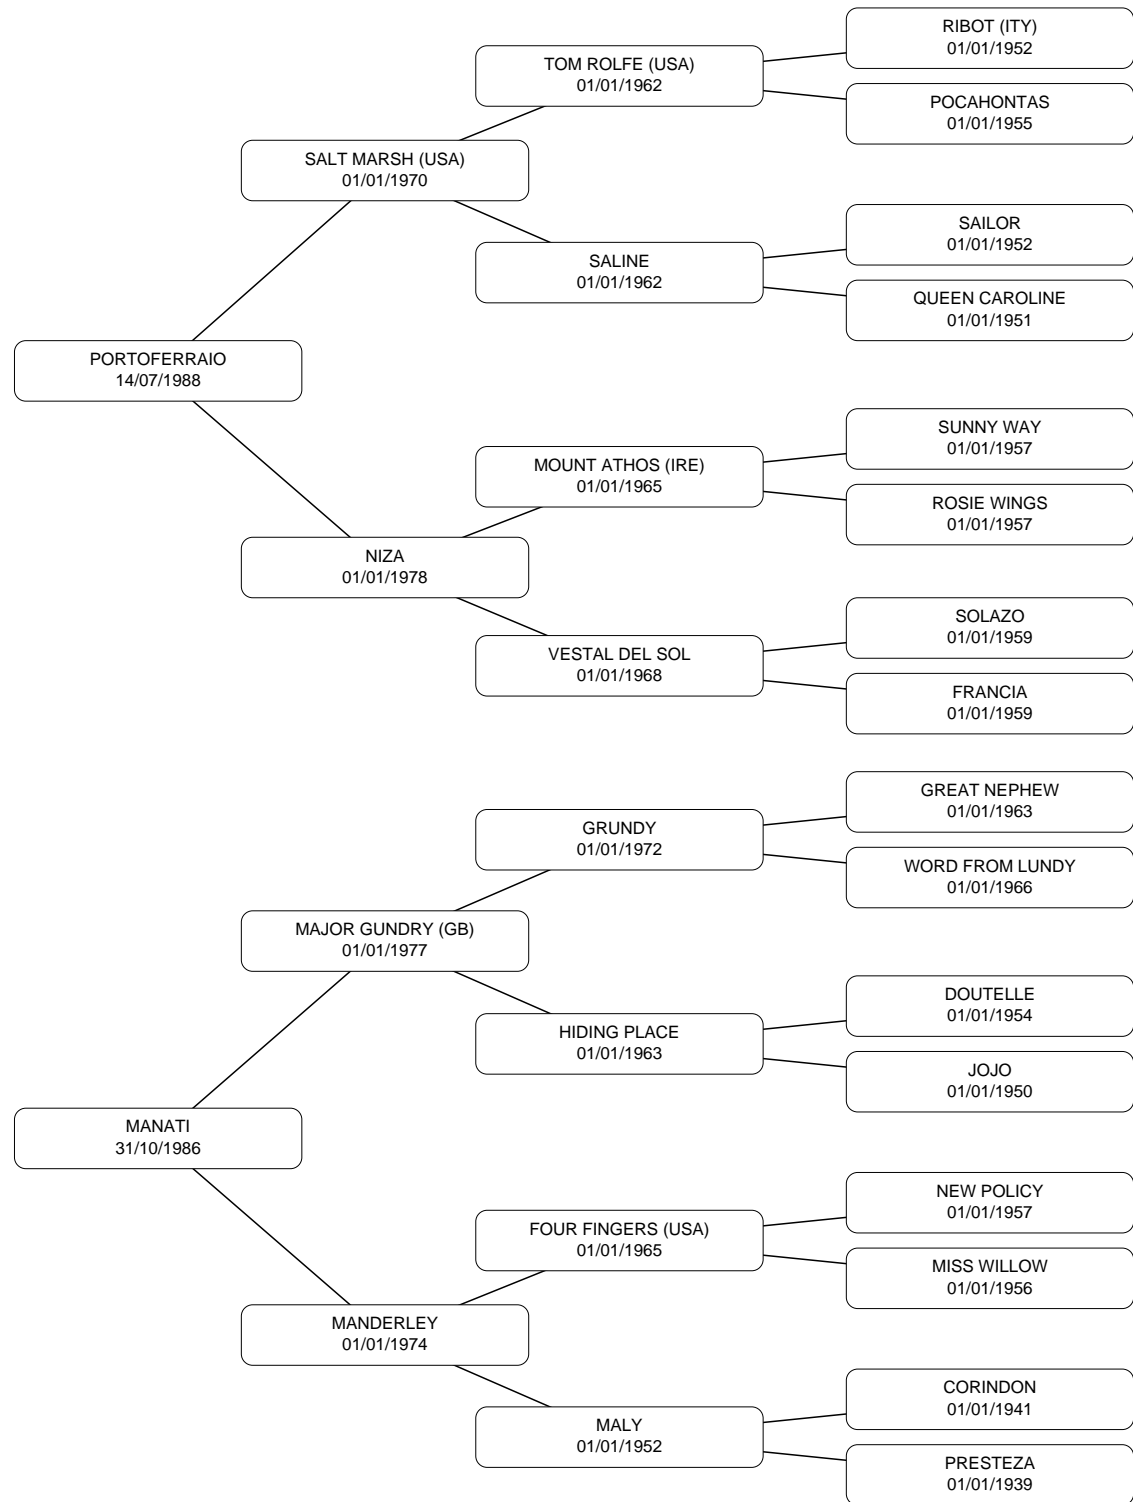 RIBOT (ITY)
01/01/1952
TOM ROLFE (USA)
01/01/1962
POCAHONTAS
01/01/1955
SALT MARSH (USA)
01/01/1970
SAILOR
01/01/1952
SALINE
01/01/1962
QUEEN CAROLINE
01/01/1951
PORTOFERRAIO
14/07/1988
SUNNY WAY
01/01/1957
MOUNT ATHOS (IRE)
01/01/1965
ROSIE WINGS
01/01/1957
NIZA
01/01/1978
SOLAZO
01/01/1959
VESTAL DEL SOL
01/01/1968
FRANCIA
01/01/1959
GREAT NEPHEW
01/01/1963
GRUNDY
01/01/1972
WORD FROM LUNDY
01/01/1966
MAJOR GUNDRY (GB)
01/01/1977
DOUTELLE
01/01/1954
HIDING PLACE
01/01/1963
JOJO
01/01/1950
MANATI
31/10/1986
NEW POLICY
01/01/1957
FOUR FINGERS (USA)
01/01/1965
MISS WILLOW
01/01/1956
MANDERLEY
01/01/1974
CORINDON
01/01/1941
MALY
01/01/1952
PRESTEZA
01/01/1939